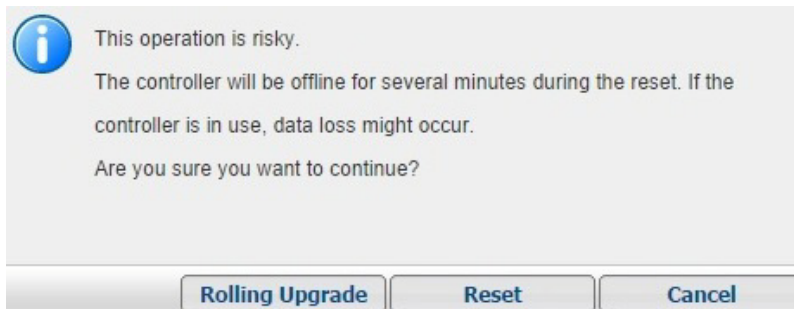 This operation is risky.
The controller will be offline for several minutes during the reset. If the
controller is in use, data loss might occur.
Are you sure you want to continue?
Rolling Upgrade Reset Cancel